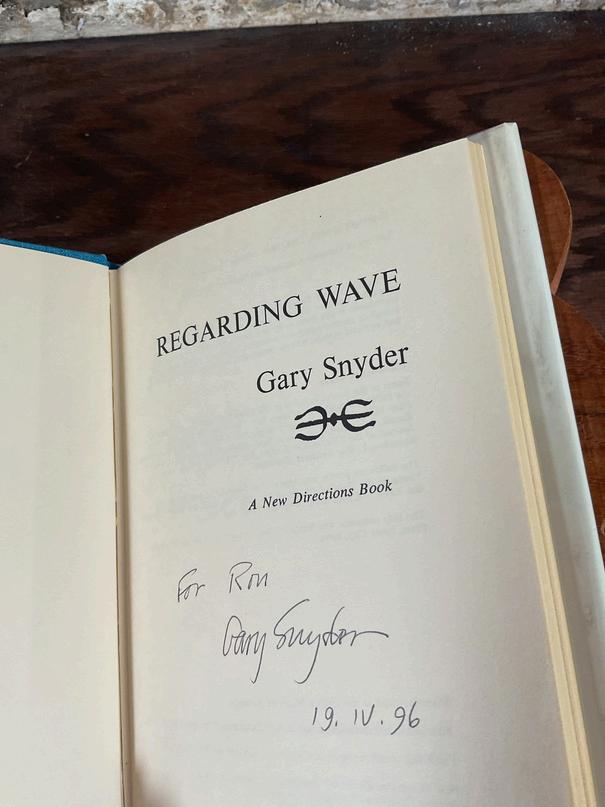 REGARDING WAVE
Gary Snyder
A New Directions Book
For Ron
Gary Snyder
19. IV. 96